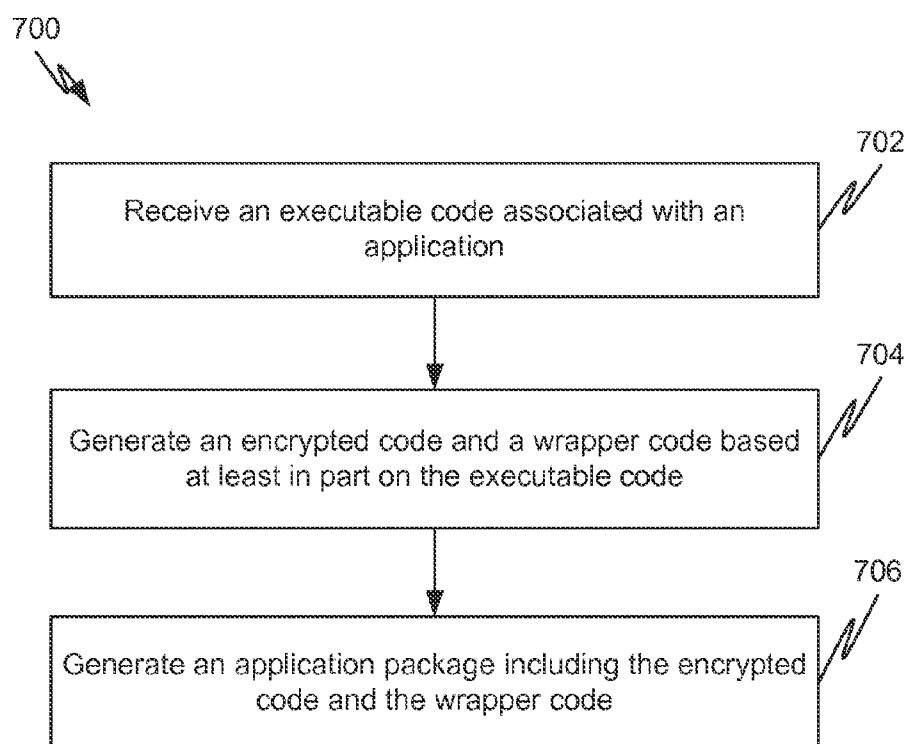 700
702
Receive an executable code associated with an
application
704
Generate an encrypted code and a wrapper code based
at least in part on the executable code
706
Generate an application package including the encrypted
code and the wrapper code